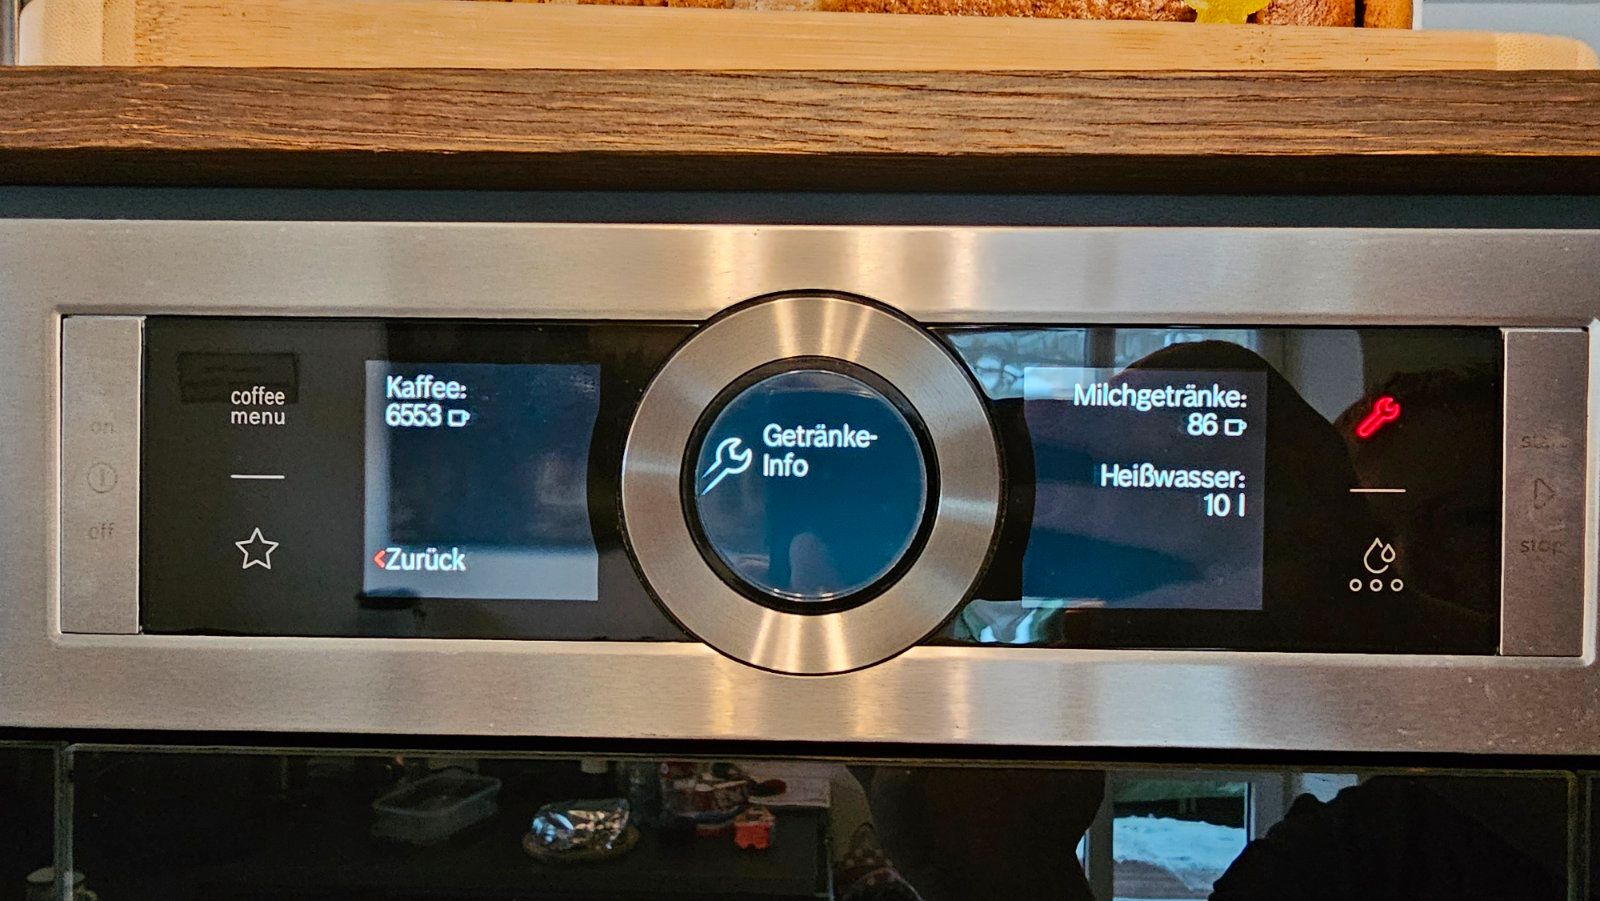 on
off
coffee
menu
Kaffee:
6553
<Zurück
Getränke-
Info
Milchgetränke:
86
Heißwasser:
10 l
start
stop